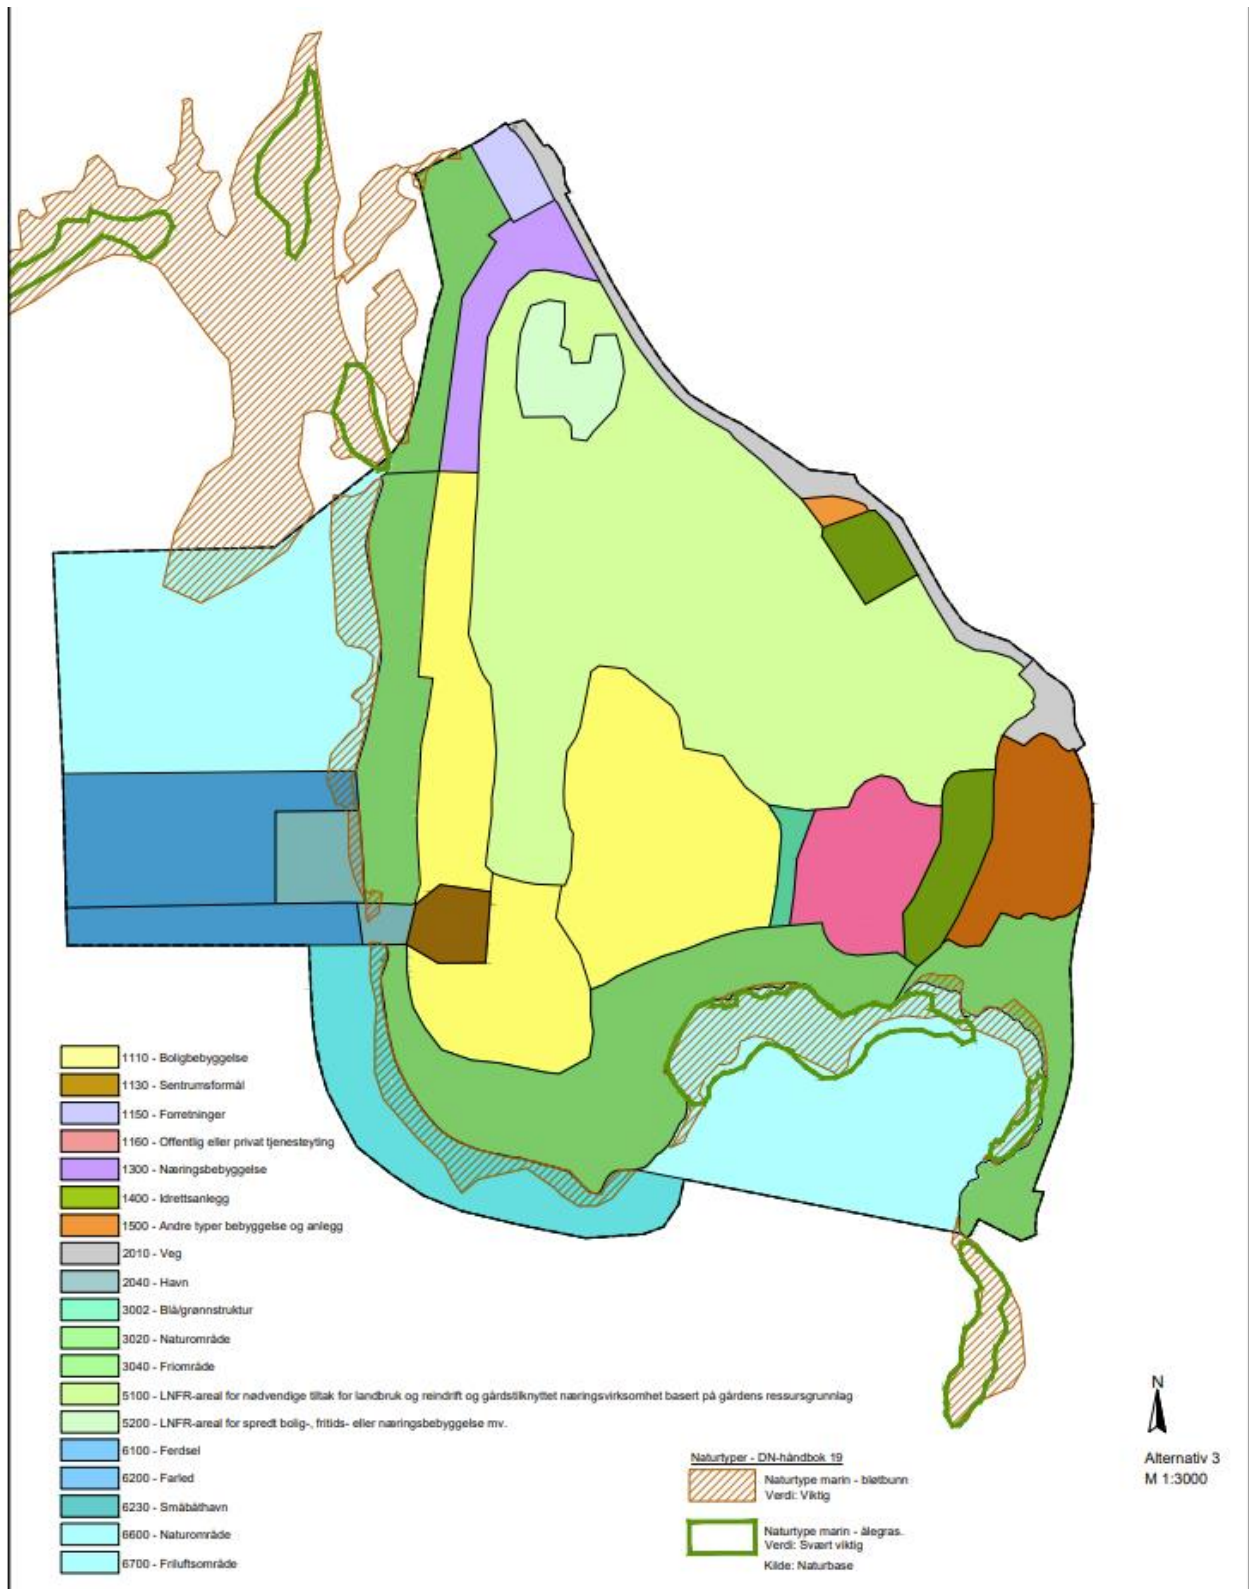 1110 - Boligbebyggelse
1130 - Sentrumsformål
1150 - Forretninger
1160 - Offentlig eller privat tjenesteyting
1300 - Næringsbebyggelse
1400 - Idrettsanlegg
1500 - Andre typer bebyggelse og anlegg
2010 - Veg
2040 - Havn
3002 - Blå/grønnstruktur
3020 - Naturområde
3040 - Friområde
5100 - LNFR-areal for nødvendige tiltak for landbruk og reindrift og gårdstilknyttet næringsvirksomhet basert på gårdens ressursgrunnlag
5200 - LNFR-areal for spredt bolig-, fritids- eller næringsbebyggelse mv.
6100 - Ferdsel
6200 - Farled
6230 - Småbåthavn
6600 - Naturområde
6700 - Friluftsområde
Naturtyper - DN-håndbok 19
Naturtype marin - bløtbunn
Verdi: Viktig
Naturtype marin - ålegras.
Verdi: Svært viktig
Kilde: Naturbase
N
Alternativ 3
M 1:3000